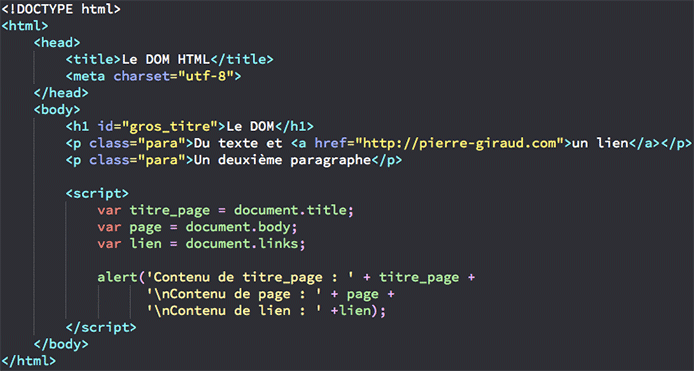 <!DOCTYPE html>
<html>
    <head>
        <title>Le DOM HTML</title>
        <meta charset="utf-8">
    </head>
    <body>
        <h1 id="gros_titre">Le DOM</h1>
        <p class="para">Du texte et <a href="http://pierre-giraud.com">un lien</a></p>
        <p class="para">Un deuxième paragraphe</p>

        <script>
            var titre_page = document.title;
            var page = document.body;
            var lien = document.links;

            alert('Contenu de titre_page : ' + titre_page +
                  '\nContenu de page : ' + page +
                  '\nContenu de lien : ' +lien);
        </script>
    </body>
</html>